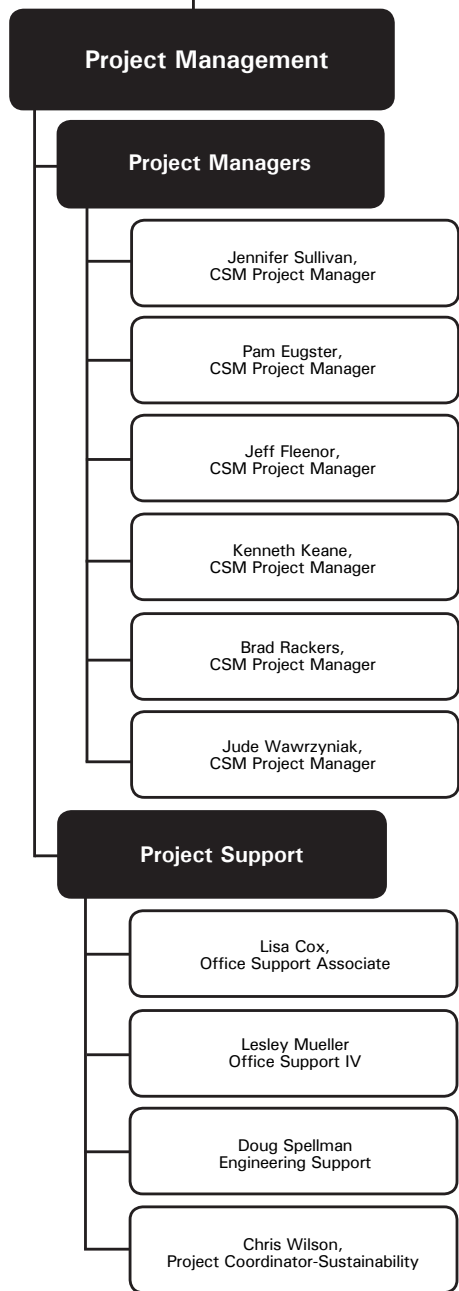 Project Management
Project Managers
Jennifer Sullivan,
CSM Project Manager
Pam Eugster,
CSM Project Manager
Jeff Fleenor,
CSM Project Manager
Kenneth Keane,
CSM Project Manager
Brad Rackers,
CSM Project Manager
Jude Wawrzyniak,
CSM Project Manager
Project Support
Lisa Cox,
Office Support Associate
Lesley Mueller
Office Support IV
Doug Spellman
Engineering Support
Chris Wilson,
Project Coordinator-Sustainability